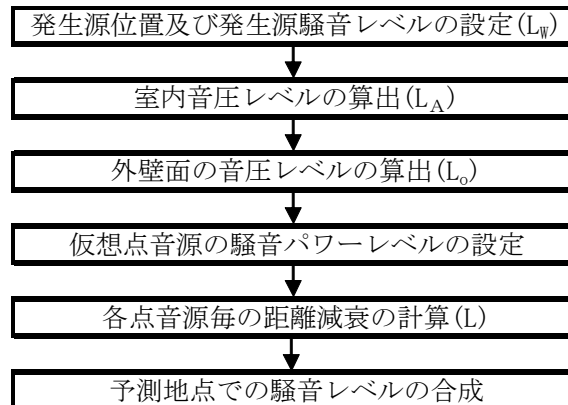 発生源位置及び発生源騒音レベルの設定(L_W)
室内音圧レベルの算出(L_A)
外壁面の音圧レベルの算出(L_o)
仮想点音源の騒音パワーレベルの設定
各点音源毎の距離減衰の計算(L)
予測地点での騒音レベルの合成